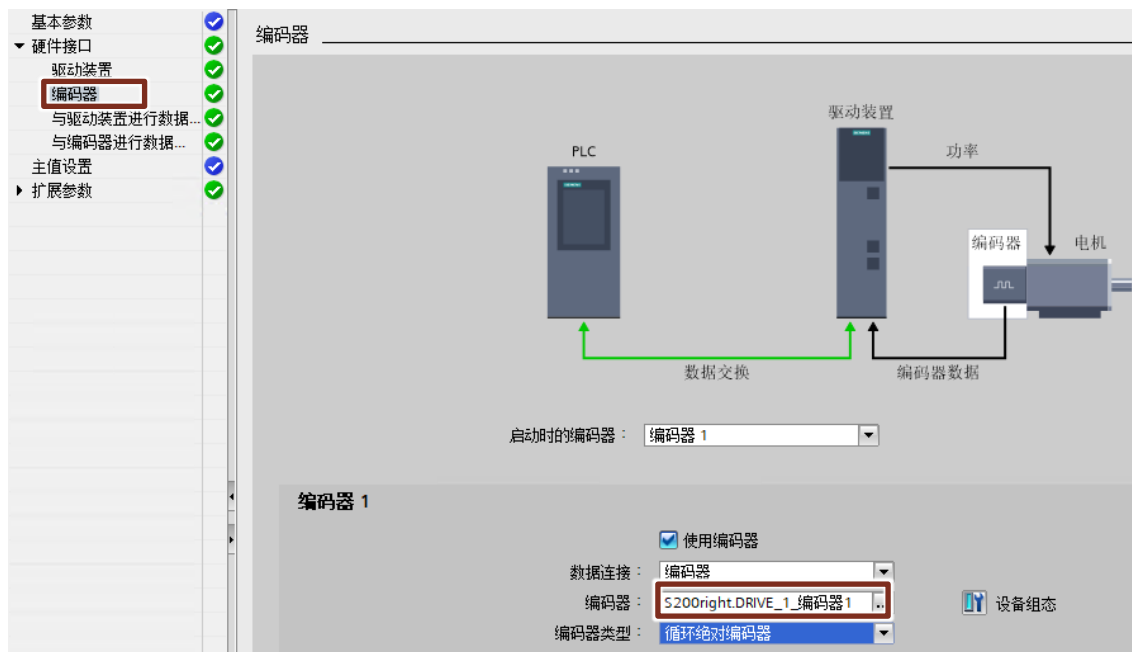 基本参数
硬件接口
驱动装置
编码器
与驱动装置进行数据...
与编码器进行数据...
主值设置
扩展参数
编码器
驱动装置
PLC
功率
编码器
电机
数据交换
编码器数据
启动时的编码器： 编码器 1
编码器 1
使用编码器
数据连接： 编码器
编码器： S200right.DRIVE_1_编码器1 ..
设备组态
编码器类型： 循环绝对编码器